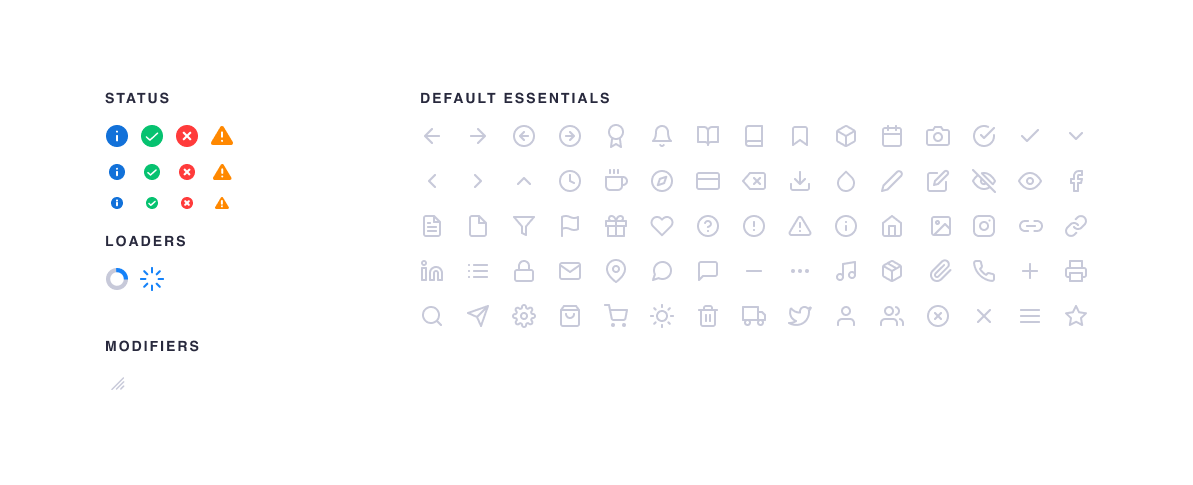 STATUS
DEFAULT ESSENTIALS
LOADERS
MODIFIERS